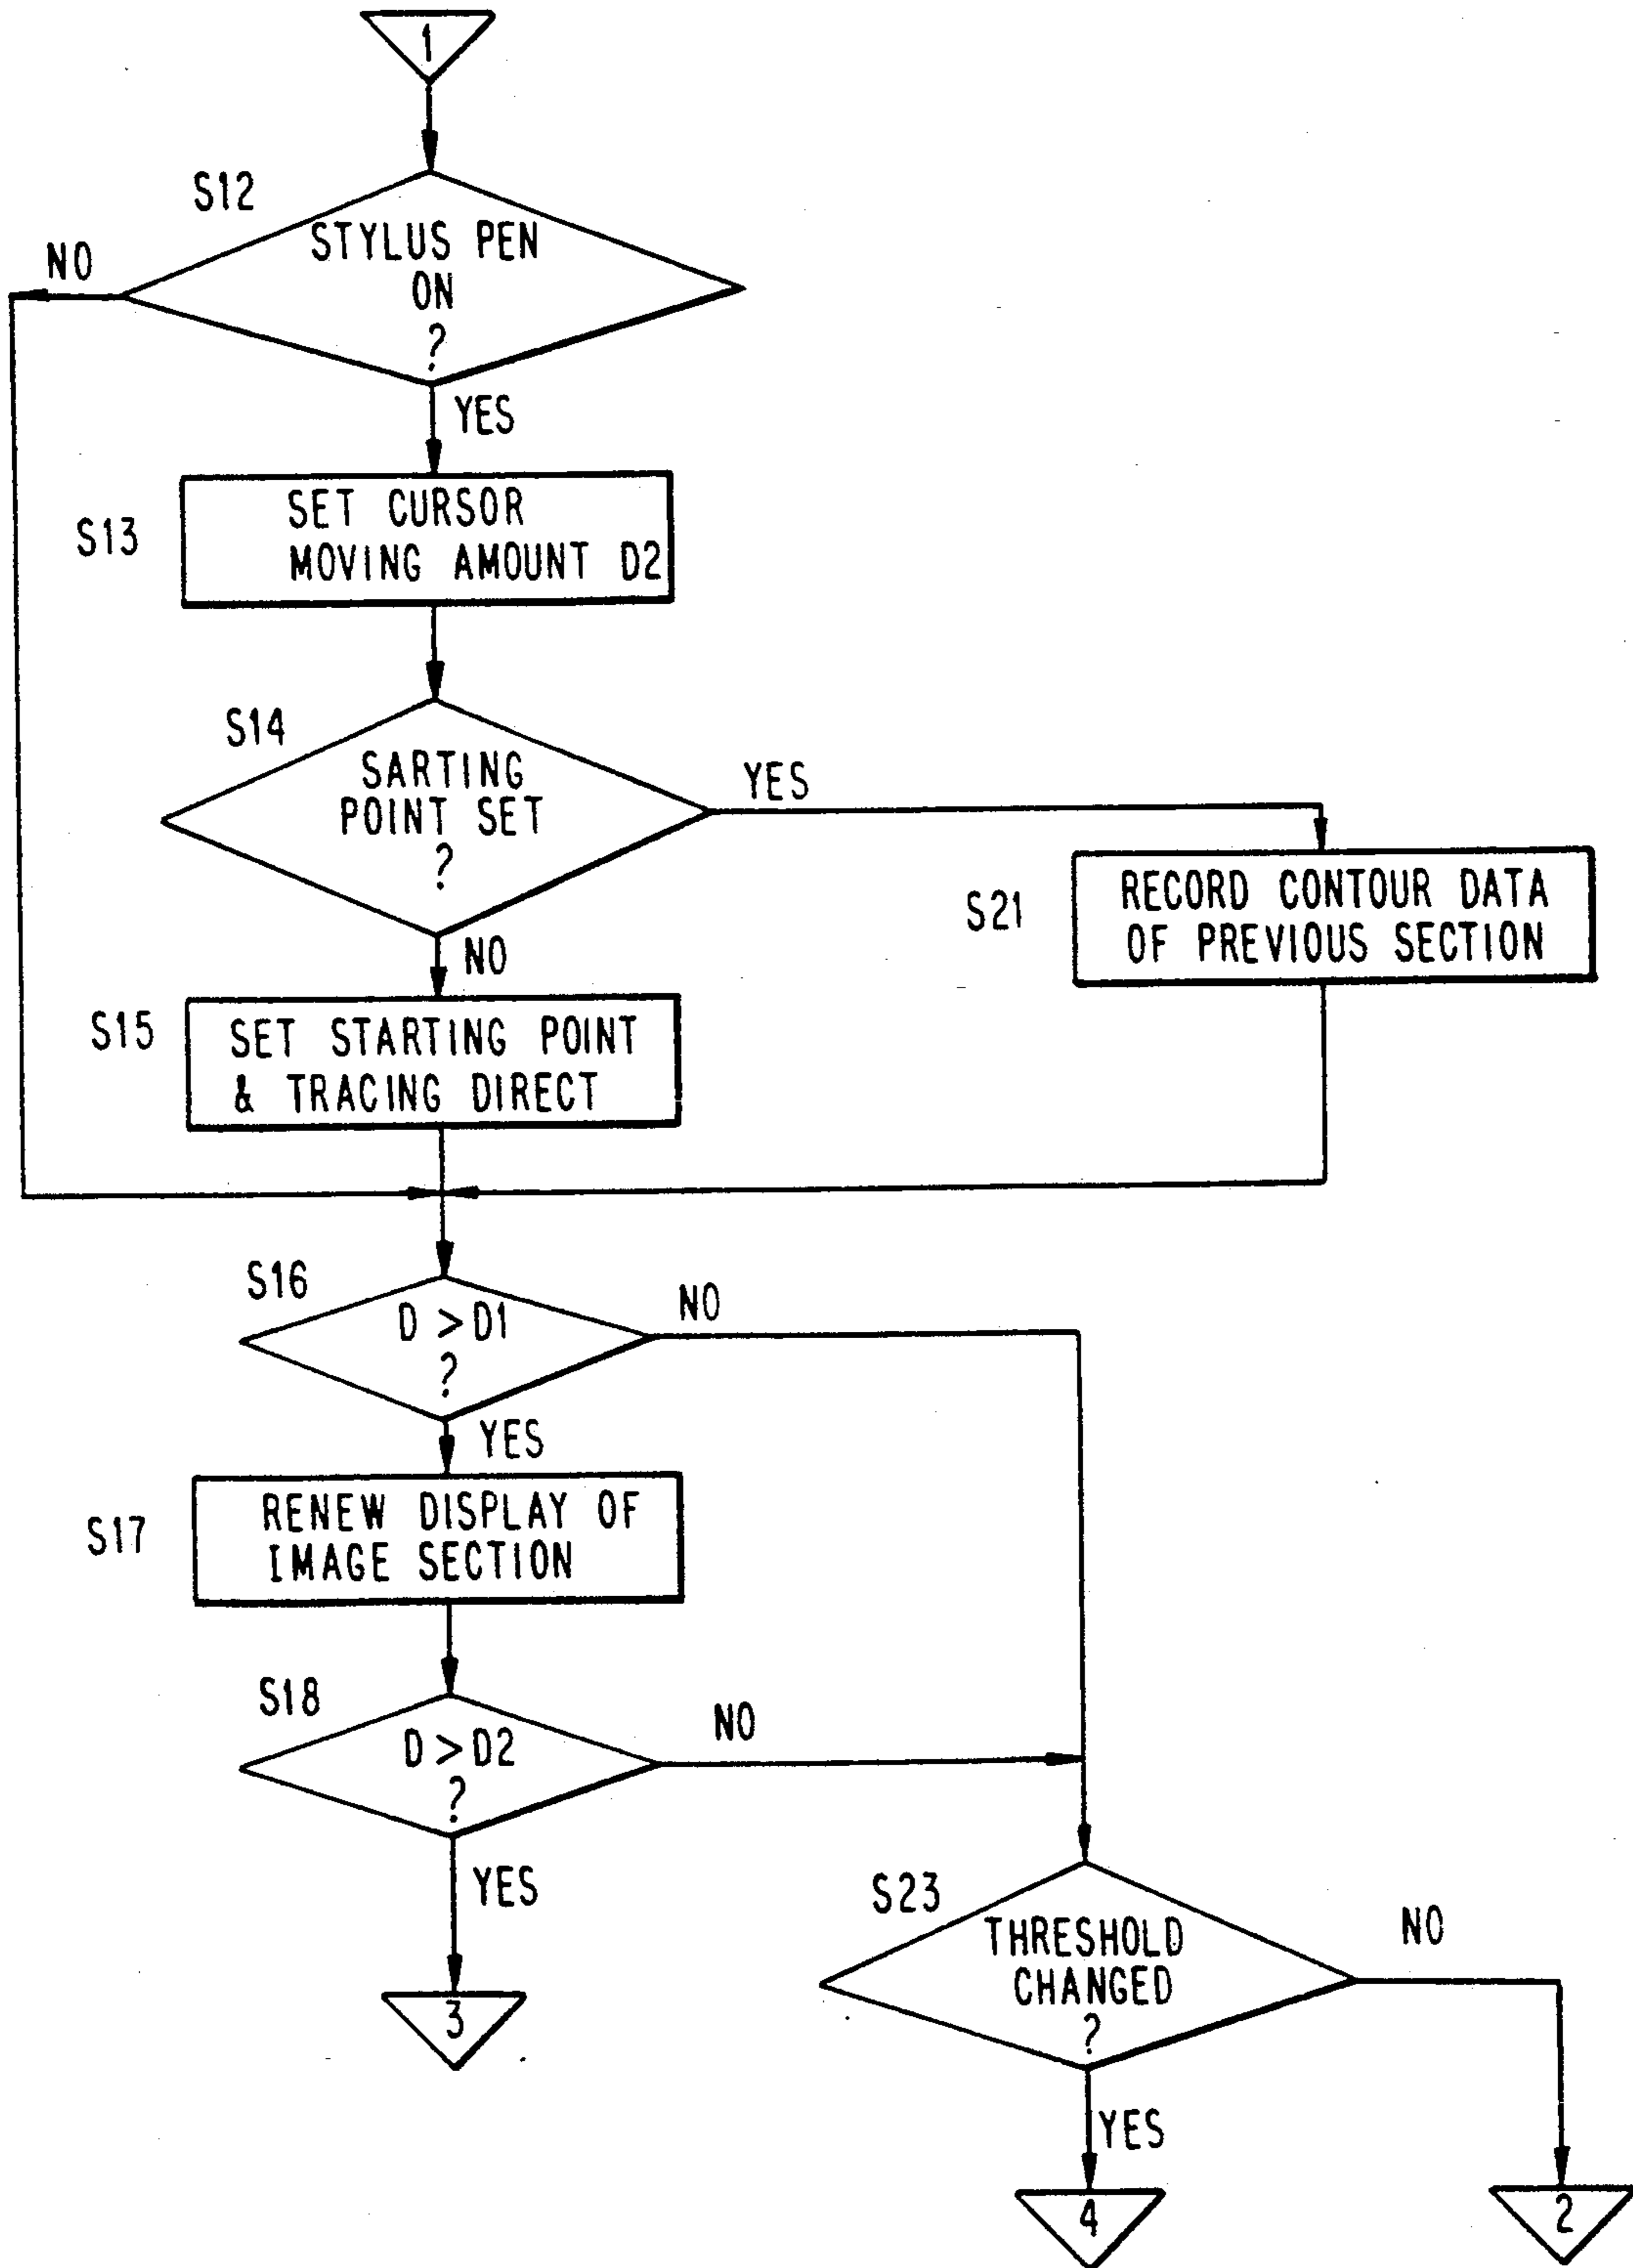 1
S12
STYLUS PEN
ON
?
NO
YES
S13
SET CURSOR
MOVING AMOUNT D2
S14
SARTING
POINT SET
?
YES
NO
S21
RECORD CONTOUR DATA
OF PREVIOUS SECTION
S15
SET STARTING POINT
& TRACING DIRECT
S16
D > D1
?
NO
YES
S17
RENEW DISPLAY OF
IMAGE SECTION
S18
D > D2
?
NO
YES
3
S23
THRESHOLD
CHANGED
?
NO
YES
4
2